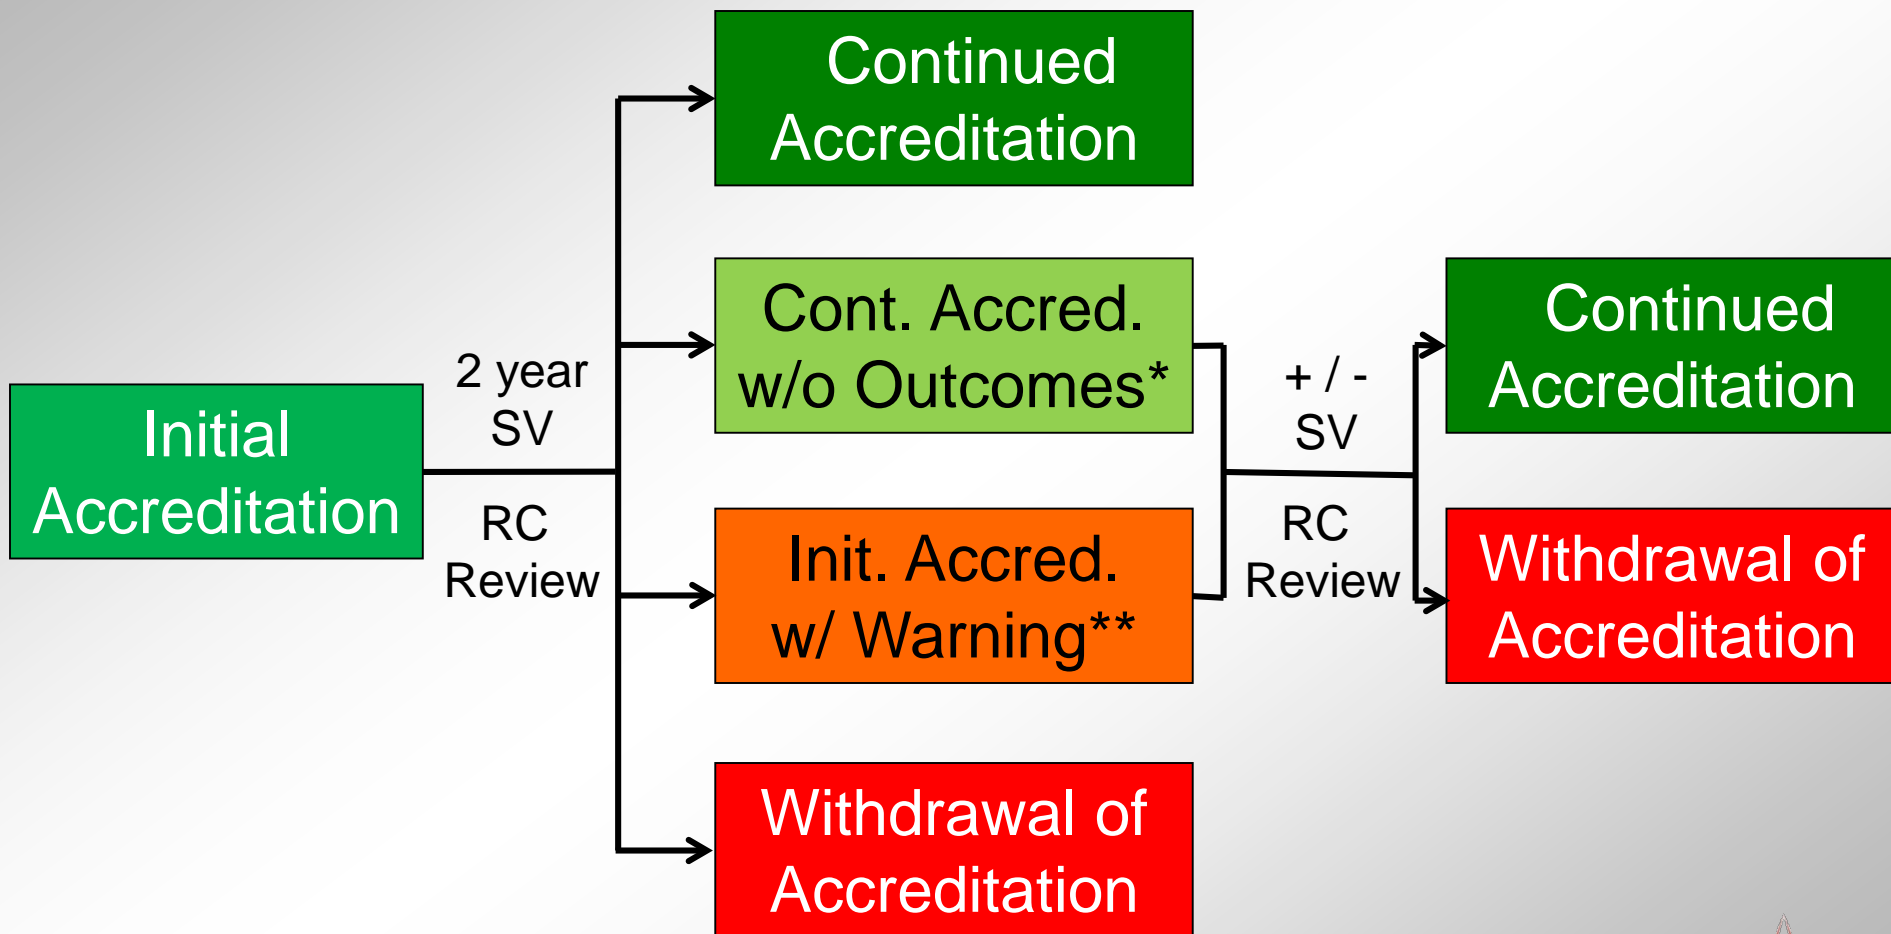 Initial
Accreditation
2 year
SV
RC
Review
Continued
Accreditation
Cont. Accred.
w/o Outcomes*
Init. Accred.
w/ Warning**
Withdrawal of
Accreditation
+ / -
SV
RC
Review
Continued
Accreditation
Withdrawal of
Accreditation